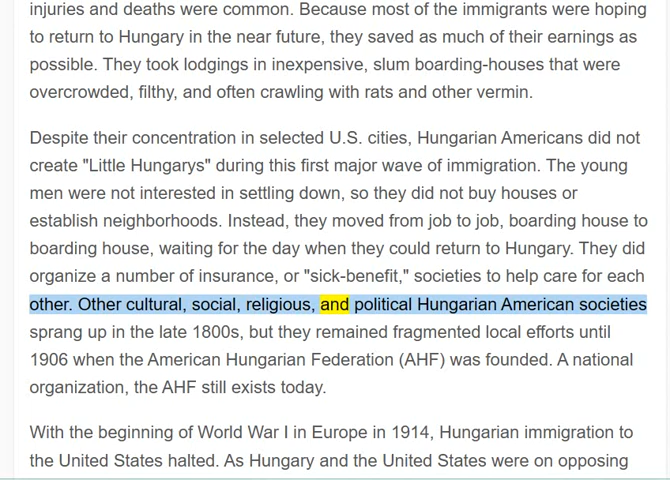 injuries and deaths were common. Because most of the immigrants were hoping
to return to Hungary in the near future, they saved as much of their earnings as
possible. They took lodgings in inexpensive, slum boarding-houses that were
overcrowded, filthy, and often crawling with rats and other vermin.
Despite their concentration in selected U.S. cities, Hungarian Americans did not
create "Little Hungarys" during this first major wave of immigration. The young
men were not interested in settling down, so they did not buy houses or
establish neighborhoods. Instead, they moved from job to job, boarding house to
boarding house, waiting for the day when they could return to Hungary. They did
organize a number of insurance, or "sick-benefit," societies to help care for each
other. Other cultural, social, religious, and political Hungarian American societies
sprang up in the late 1800s, but they remained fragmented local efforts until
1906 when the American Hungarian Federation (AHF) was founded. A national
organization, the AHF still exists today.
With the beginning of World War I in Europe in 1914, Hungarian immigration to
the United States halted. As Hungary and the United States were on opposing